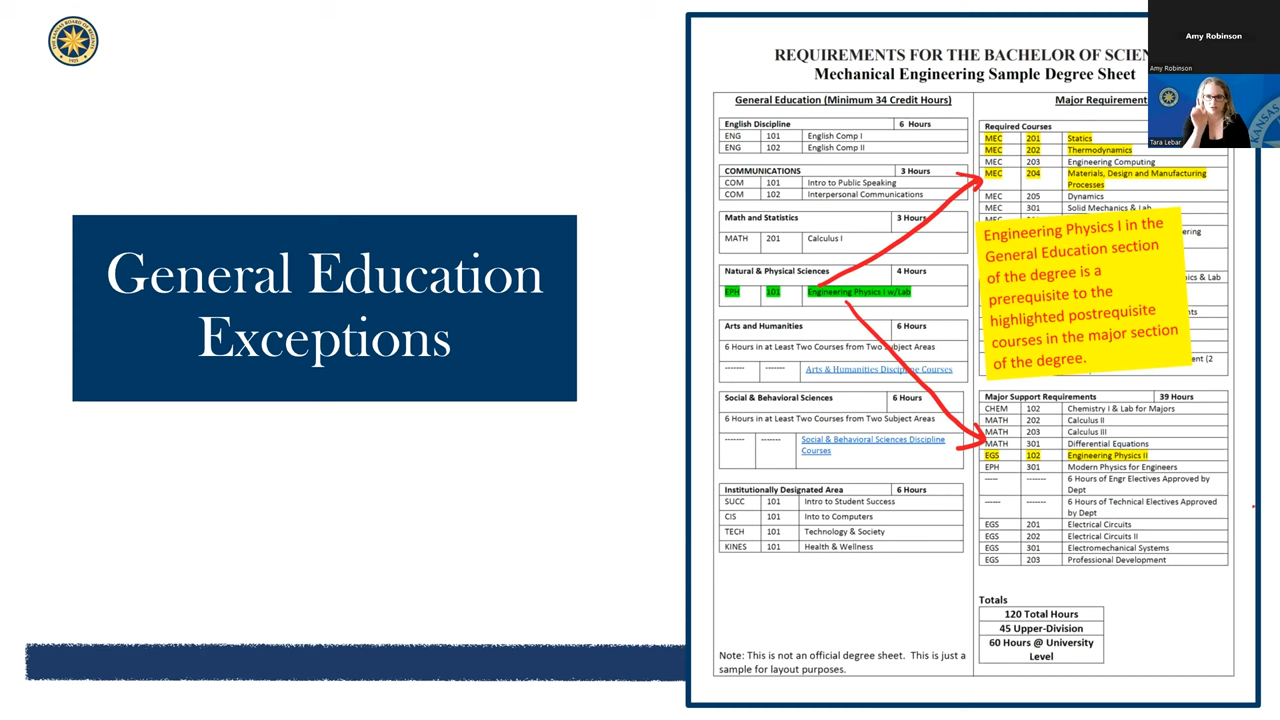 THE KANSAS BOARD OF REGENTS
1925
General Education
Exceptions
REQUIREMENTS FOR THE BACHELOR OF SCIEN
Mechanical Engineering Sample Degree Sheet
General Education (Minimum 34 Credit Hours)
English Discipline 6 Hours
ENG 101 English Comp I
ENG 102 English Comp II
COMMUNICATIONS 3 Hours
COM 101 Intro to Public Speaking
COM 102 Interpersonal Communications
Math and Statistics 3 Hours
MATH 201 Calculus I
Natural & Physical Sciences 4 Hours
EPH 101 Engineering Physics I w/Lab
Arts and Humanities 6 Hours
6 Hours in at Least Two Courses from Two Subject Areas
------- ------- Arts & Humanities Discipline Courses
Social & Behavioral Sciences 6 Hours
6 Hours in at Least Two Courses from Two Subject Areas
------- ------- Social & Behavioral Sciences Discipline
Courses
Institutionally Designated Area 6 Hours
SUCC 101 Intro to Student Success
CIS 101 Into to Computers
TECH 101 Technology & Society
KINES 101 Health & Wellness
Note: This is not an official degree sheet. This is just a
sample for layout purposes.
Major Requirement
Required Courses
MEC 201 Statics
MEC 202 Thermodynamics
MEC 203 Engineering Computing
MEC 204 Materials, Design and Manufacturing
Processes
MEC 205 Dynamics
MEC 301 Solid Mechanics & Lab
ering
ics & Lab
nts
ent (2
Engineering Physics I in the
General Education section
of the degree is a
prerequisite to the
highlighted postrequisite
courses in the major section
of the degree.
Major Support Requirements 39 Hours
CHEM 102 Chemistry I & Lab for Majors
MATH 202 Calculus II
MATH 203 Calculus III
MATH 301 Differential Equations
EGS 102 Engineering Physics II
EPH 301 Modern Physics for Engineers
----- ------- 6 Hours of Engr Electives Approved by
Dept
----- ------- 6 Hours of Technical Electives Approved
by Dept
EGS 201 Electrical Circuits
EGS 202 Electrical Circuits II
EGS 301 Electromechanical Systems
EGS 203 Professional Development
Totals
120 Total Hours
45 Upper-Division
60 Hours @ University
Level
Amy Robinson
Amy Robinson
KANSAS
Tara Lebar